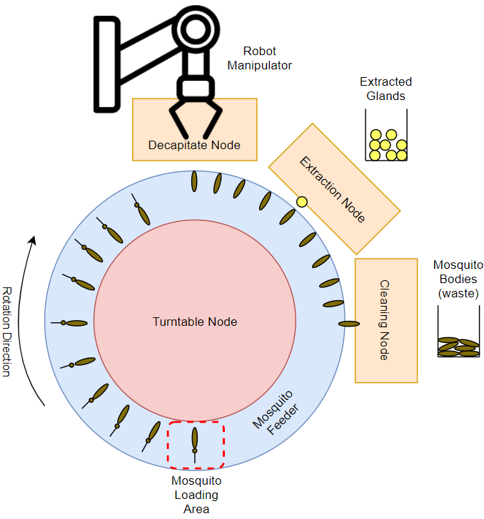 Robot
Manipulator
Extracted
Glands
Decapitate Node
Extraction Node
Mosquito
Bodies
(waste)
Cleaning Node
Rotation Direction
Turntable Node
Mosquito
Feeder
Mosquito
Loading
Area